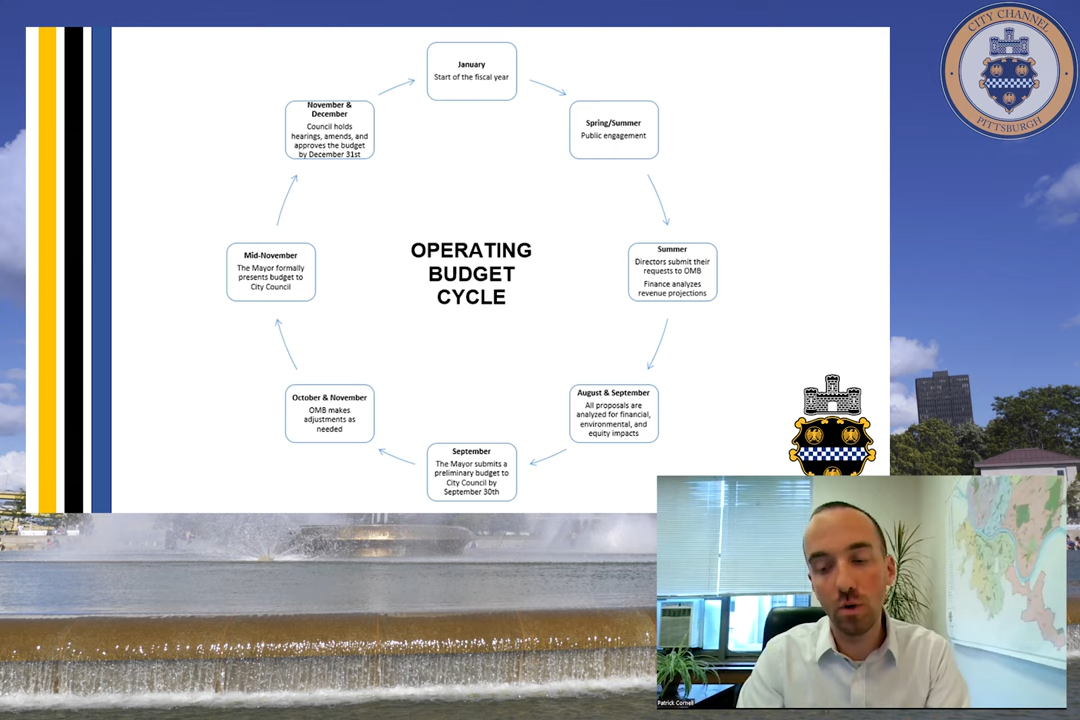 January
Start of the fiscal year
Spring/Summer
Public engagement
Summer
Directors submit their
requests to OMB
Finance analyzes
revenue projections
August & September
All proposals are
analyzed for financial,
environmental, and
equity impacts
September
The Mayor submits a
preliminary budget to
City Council by
September 30th
October & November
OMB makes
adjustments as
needed
Mid-November
The Mayor formally
presents budget to
City Council
November &
December
Council holds
hearings, amends, and
approves the budget
by December 31st
OPERATING
BUDGET
CYCLE
CITY CHANNEL
PITTSBURGH
Patrick Cornell